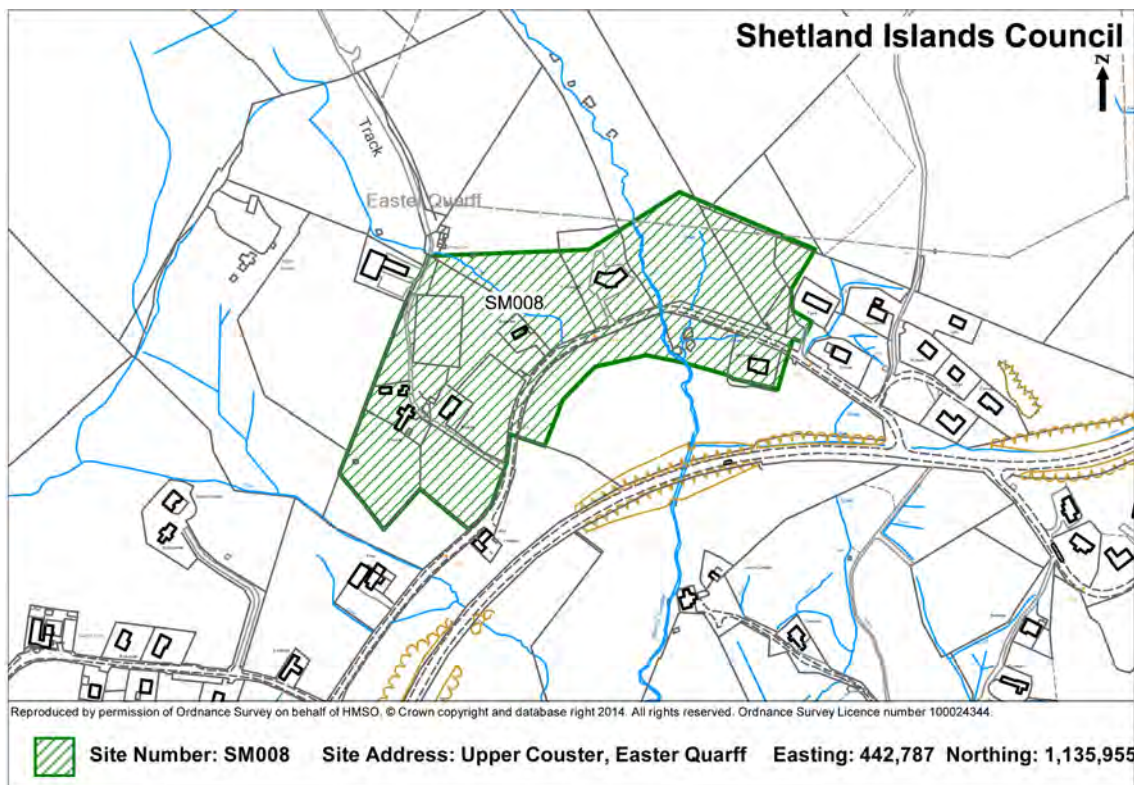 Shetland Islands Council
N
Track
Easter Quarff
SM008
Reproduced by permission of Ordnance Survey on behalf of HMSO. © Crown copyright and database right 2014. All rights reserved. Ordnance Survey Licence number 100024344.
Site Number: SM008 Site Address: Upper Couster, Easter Quarff Easting: 442,787 Northing: 1,135,955